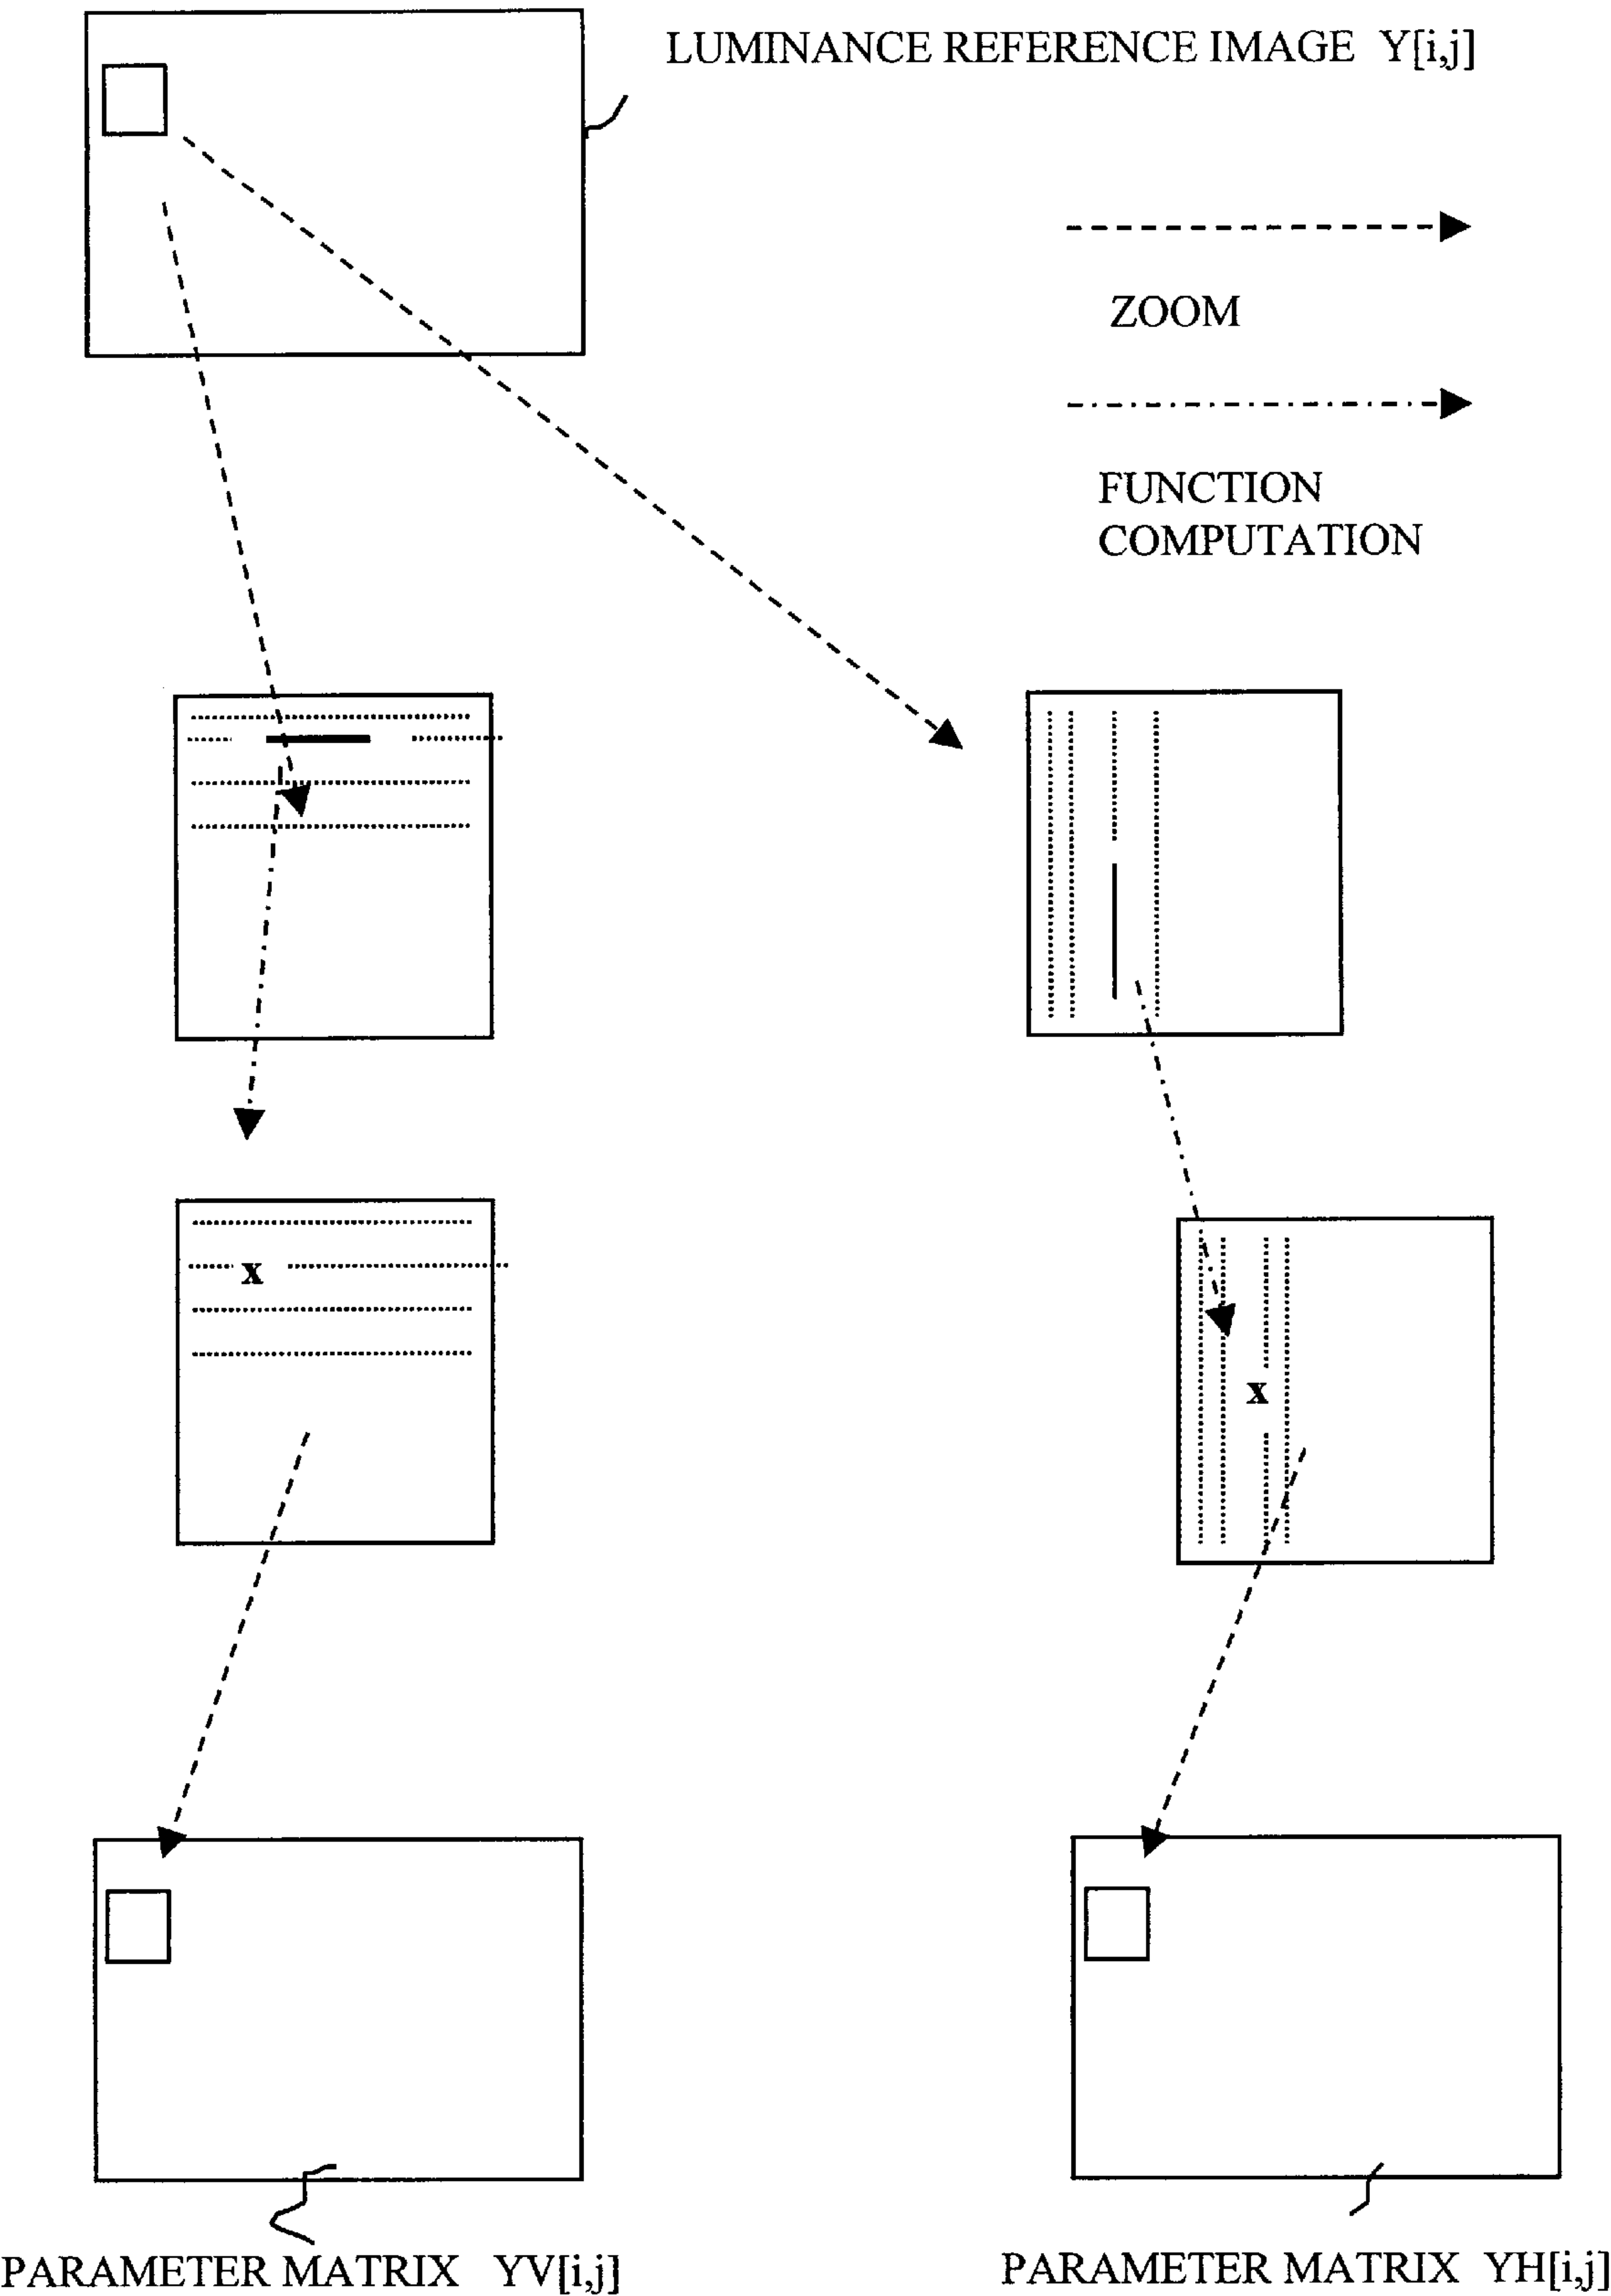 LUMINANCE REFERENCE IMAGE Y[i,j]
ZOOM
FUNCTION
COMPUTATION
x
x
PARAMETER MATRIX YV[i,j]
PARAMETER MATRIX YH[i,j]